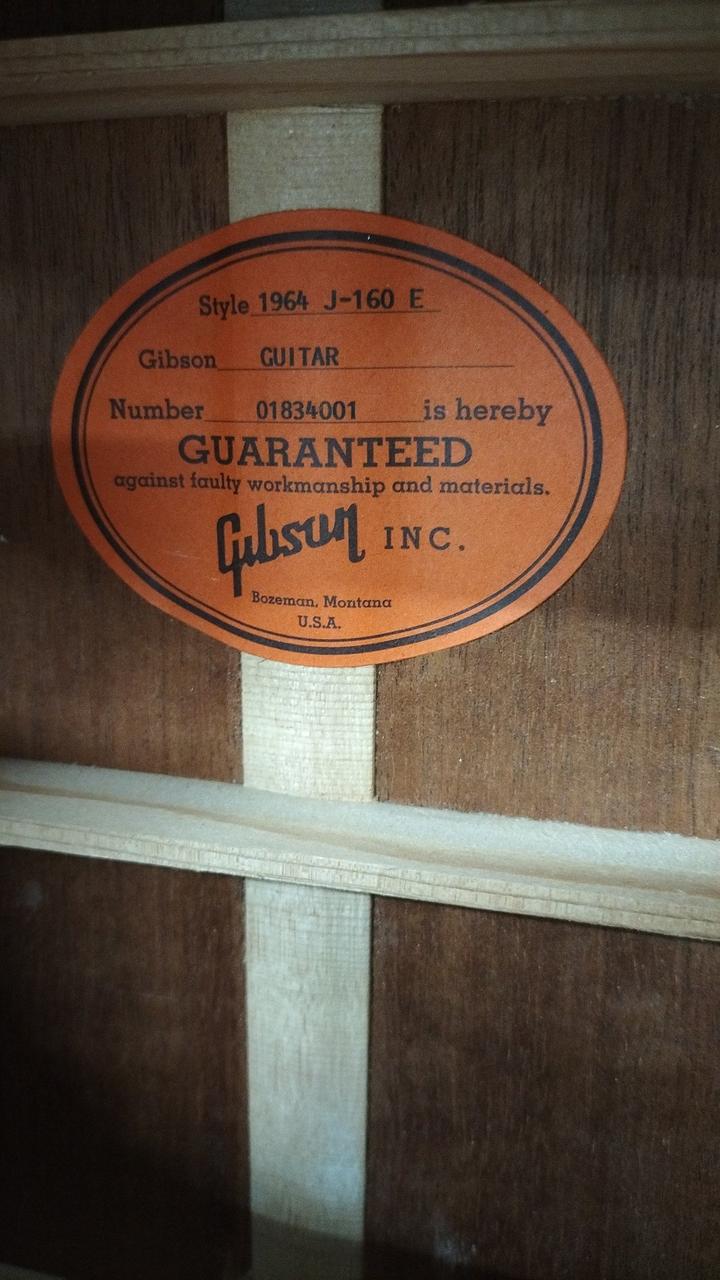 Style 1964 J-160 E
Gibson GUITAR
Number 01834001 is hereby
GUARANTEED
against faulty workmanship and materials.
Gibson INC.
Bozeman, Montana
U.S.A.